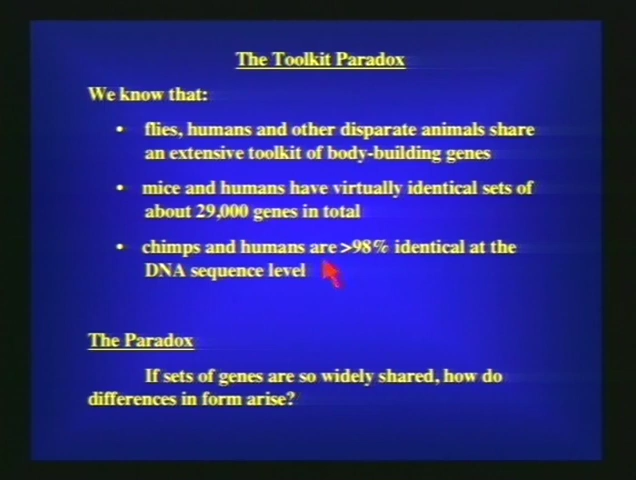 The Toolkit Paradox
We know that:
• flies, humans and other disparate animals share
an extensive toolkit of body-building genes
• mice and humans have virtually identical sets of
about 29,000 genes in total
• chimps and humans are >98% identical at the
DNA sequence level
The Paradox
If sets of genes are so widely shared, how do
differences in form arise?